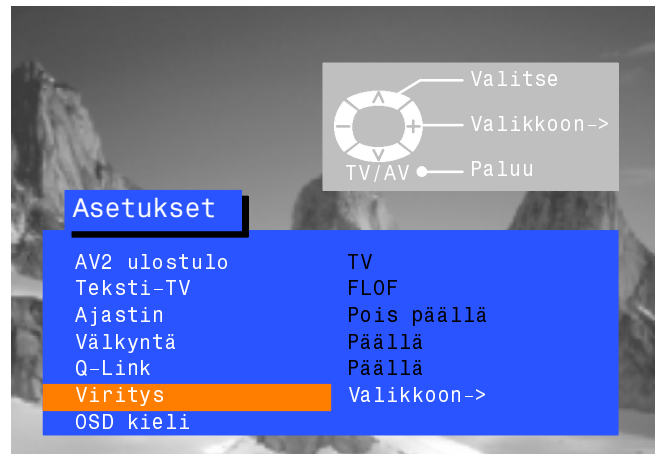 Valitse
Valikkoon->
TV/AV Paluu
Asetukset
AV2 ulostulo TV
Teksti-TV FLOF
Ajastin Pois päällä
Välkyntä Päällä
Q-Link Päällä
Viritys Valikkoon->
OSD kieli